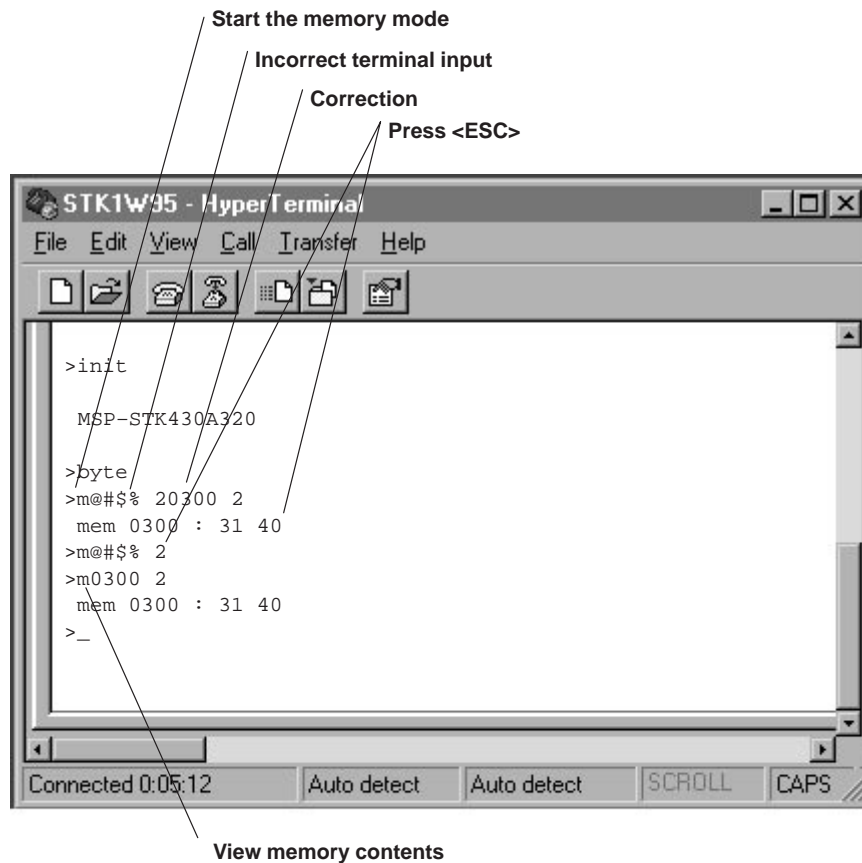 Start the memory mode
Incorrect terminal input
Correction
Press <ESC>
STK1W95 - HyperTerminal
File Edit View Call Transfer Help
>init
MSP-STK430A320
>byte
>m@#$% 20300 2
mem 0300 : 31 40
>m@#$% 2
>m0300 2
mem 0300 : 31 40
>_
Connected 0:05:12 Auto detect Auto detect SCROLL CAPS
View memory contents